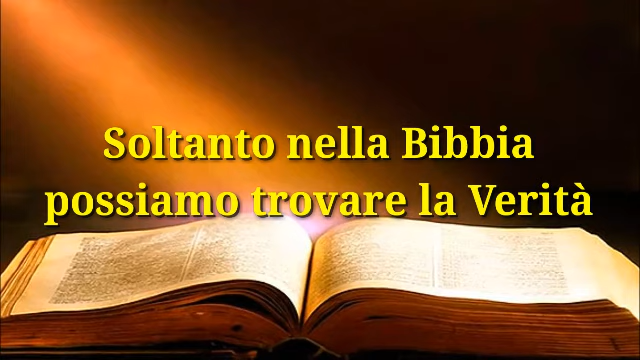 Soltanto nella Bibbia
possiamo trovare la Verità